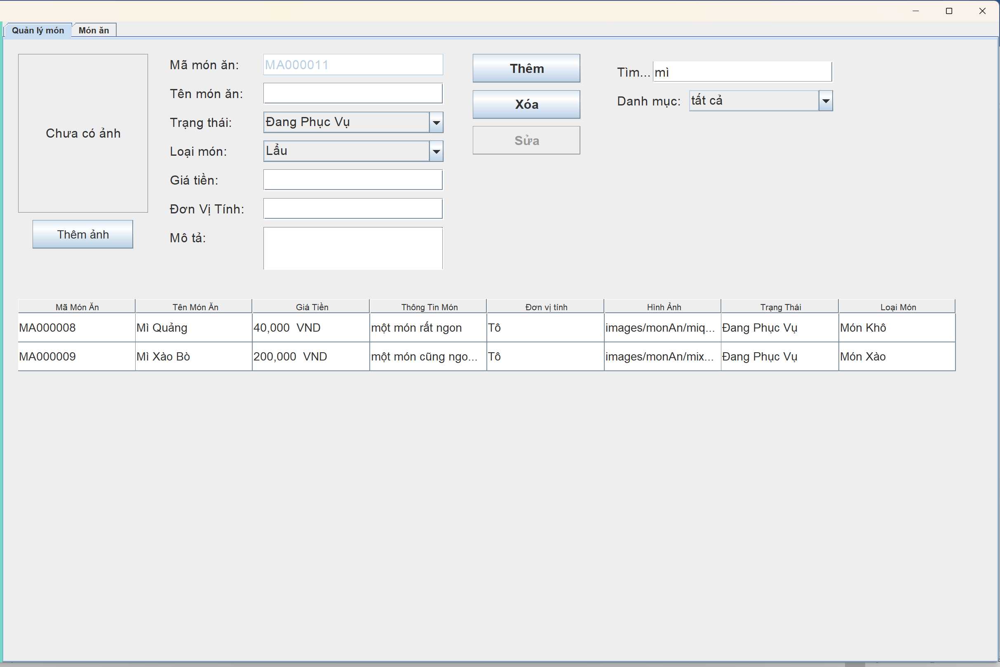 Quản lý món Món ăn
Chưa có ảnh
Thêm ảnh
Mã món ăn: MA000011
Tên món ăn:
Trạng thái: Đang Phục Vụ
Loại món: Lẩu
Giá tiền:
Đơn Vị Tính:
Mô tả:
Thêm
Xóa
Sửa
Tìm... mì
Danh mục: tất cả
Mã Món Ăn Tên Món Ăn Giá Tiền Thông Tin Món Đơn vị tính Hình Ảnh Trạng Thái Loại Món
MA000008 Mì Quảng 40,000 VND một món rất ngon Tô images/monAn/miq... Đang Phục Vụ Món Khô
MA000009 Mì Xào Bò 200,000 VND một món cũng ngo... Tô images/monAn/mix... Đang Phục Vụ Món Xào